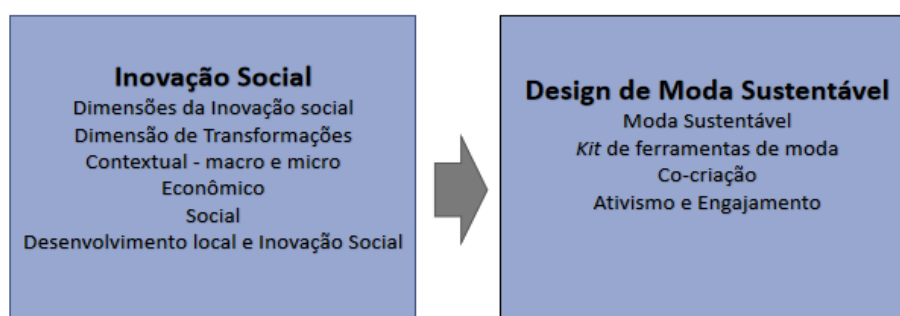 Inovação Social
Dimensões da Inovação social
Dimensão de Transformações
Contextual - macro e micro
Econômico
Social
Desenvolvimento local e Inovação Social
Design de Moda Sustentável
Moda Sustentável
Kit de ferramentas de moda
Co-criação
Ativismo e Engajamento